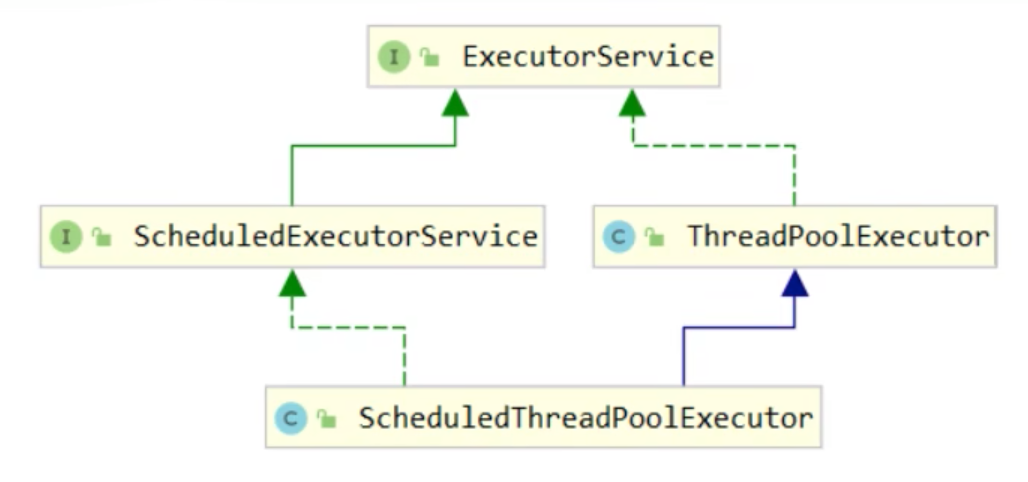 I ExecutorService
I ScheduledExecutorService
C ThreadPoolExecutor
C ScheduledThreadPoolExecutor